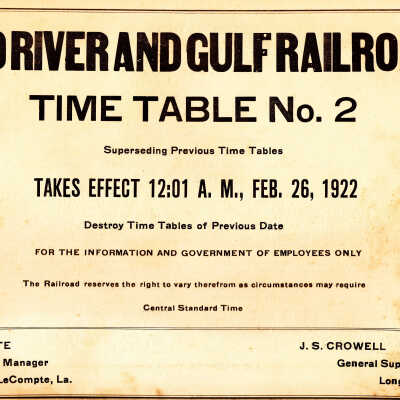 D RIVER AND GULF RAILRO
TIME TABLE No. 2
Superseding Previous Time Tables
TAKES EFFECT 12:01 A. M., FEB. 26, 1922
Destroy Time Tables of Previous Date
FOR THE INFORMATION AND GOVERNMENT OF EMPLOYEES ONLY
The Railroad reserves the right to vary therefrom as circumstances may require
Central Standard Time
TE
Manager
LeCompte, La.
J. S. CROWELL
General Sup
Long